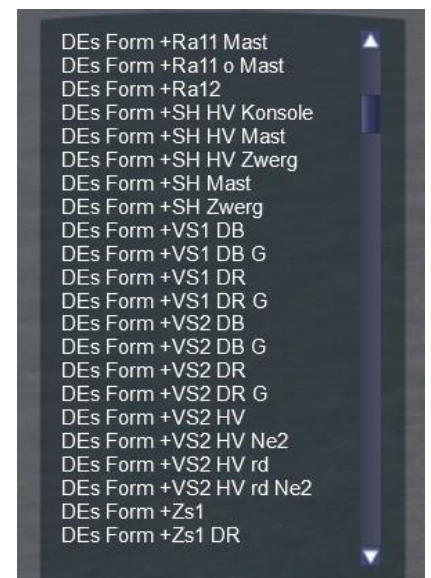 DEs Form +Ra11 Mast
DEs Form +Ra11 o Mast
DEs Form +Ra12
DEs Form +SH HV Konsole
DEs Form +SH HV Mast
DEs Form +SH HV Zwerg
DEs Form +SH Mast
DEs Form +SH Zwerg
DEs Form +VS1 DB
DEs Form +VS1 DB G
DEs Form +VS1 DR
DEs Form +VS1 DR G
DEs Form +VS2 DB
DEs Form +VS2 DB G
DEs Form +VS2 DR
DEs Form +VS2 DR G
DEs Form +VS2 HV
DEs Form +VS2 HV Ne2
DEs Form +VS2 HV rd
DEs Form +VS2 HV rd Ne2
DEs Form +Zs1
DEs Form +Zs1 DR